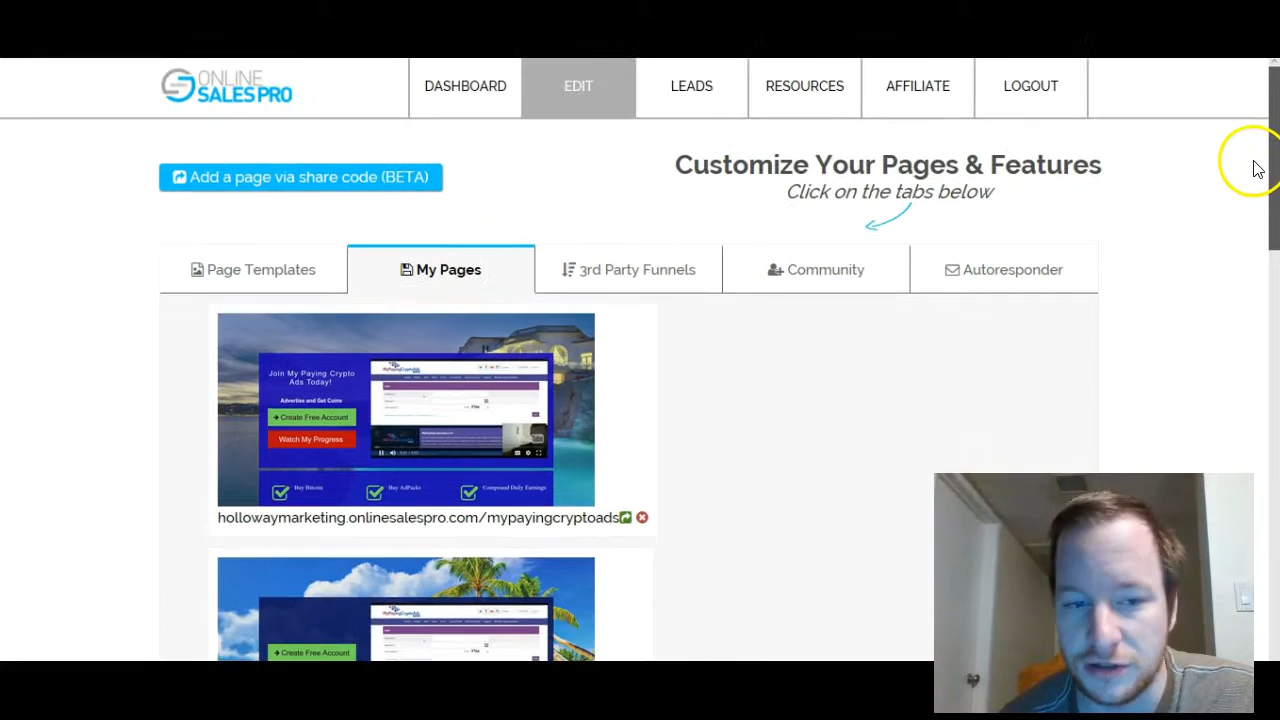 ONLINE
SALES PRO
DASHBOARD
EDIT
LEADS
RESOURCES
AFFILIATE
LOGOUT
Add a page via share code (BETA)
Customize Your Pages & Features
Click on the tabs below
Page Templates
My Pages
3rd Party Funnels
Community
Autoresponder
Join My Paying Crypto
Ads Today!
Advertise and Get Coins
Create Free Account
Watch My Progress
Buy Bitcoin
Buy AdPacks
Compound Daily Earnings
hollowaymarketing.onlinesalespro.com/mypayingcryptoads
Create Free Account